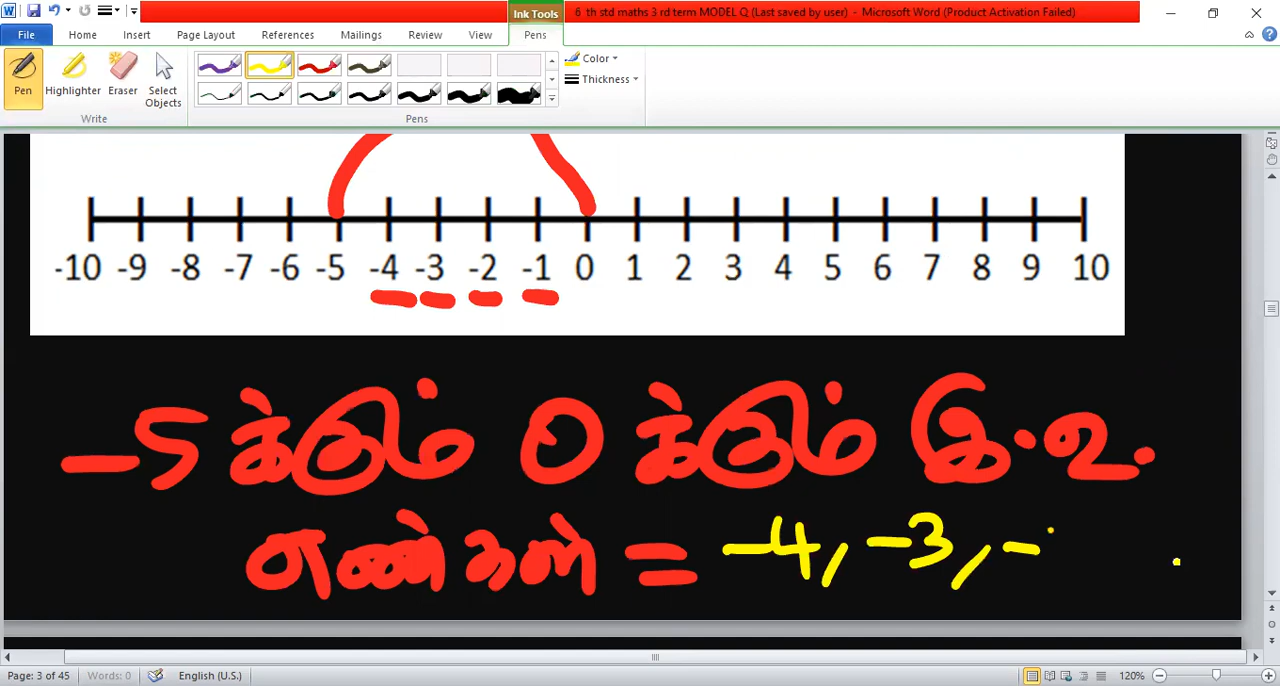 6 th std maths 3 rd term MODEL Q (Last saved by user) - Microsoft Word (Product Activation Failed)
Ink Tools
File Home Insert Page Layout References Mailings Review View Pens
Pen Highlighter Eraser Select Objects
Color
Thickness
Write Pens
-10 -9 -8 -7 -6 -5 -4 -3 -2 -1 0 1 2 3 4 5 6 7 8 9 10
-5 க்கும் 0 க்கும் இ.உ.
எண்கள் = -4, -3, -
Page: 3 of 45 Words: 0 English (U.S.) 120%